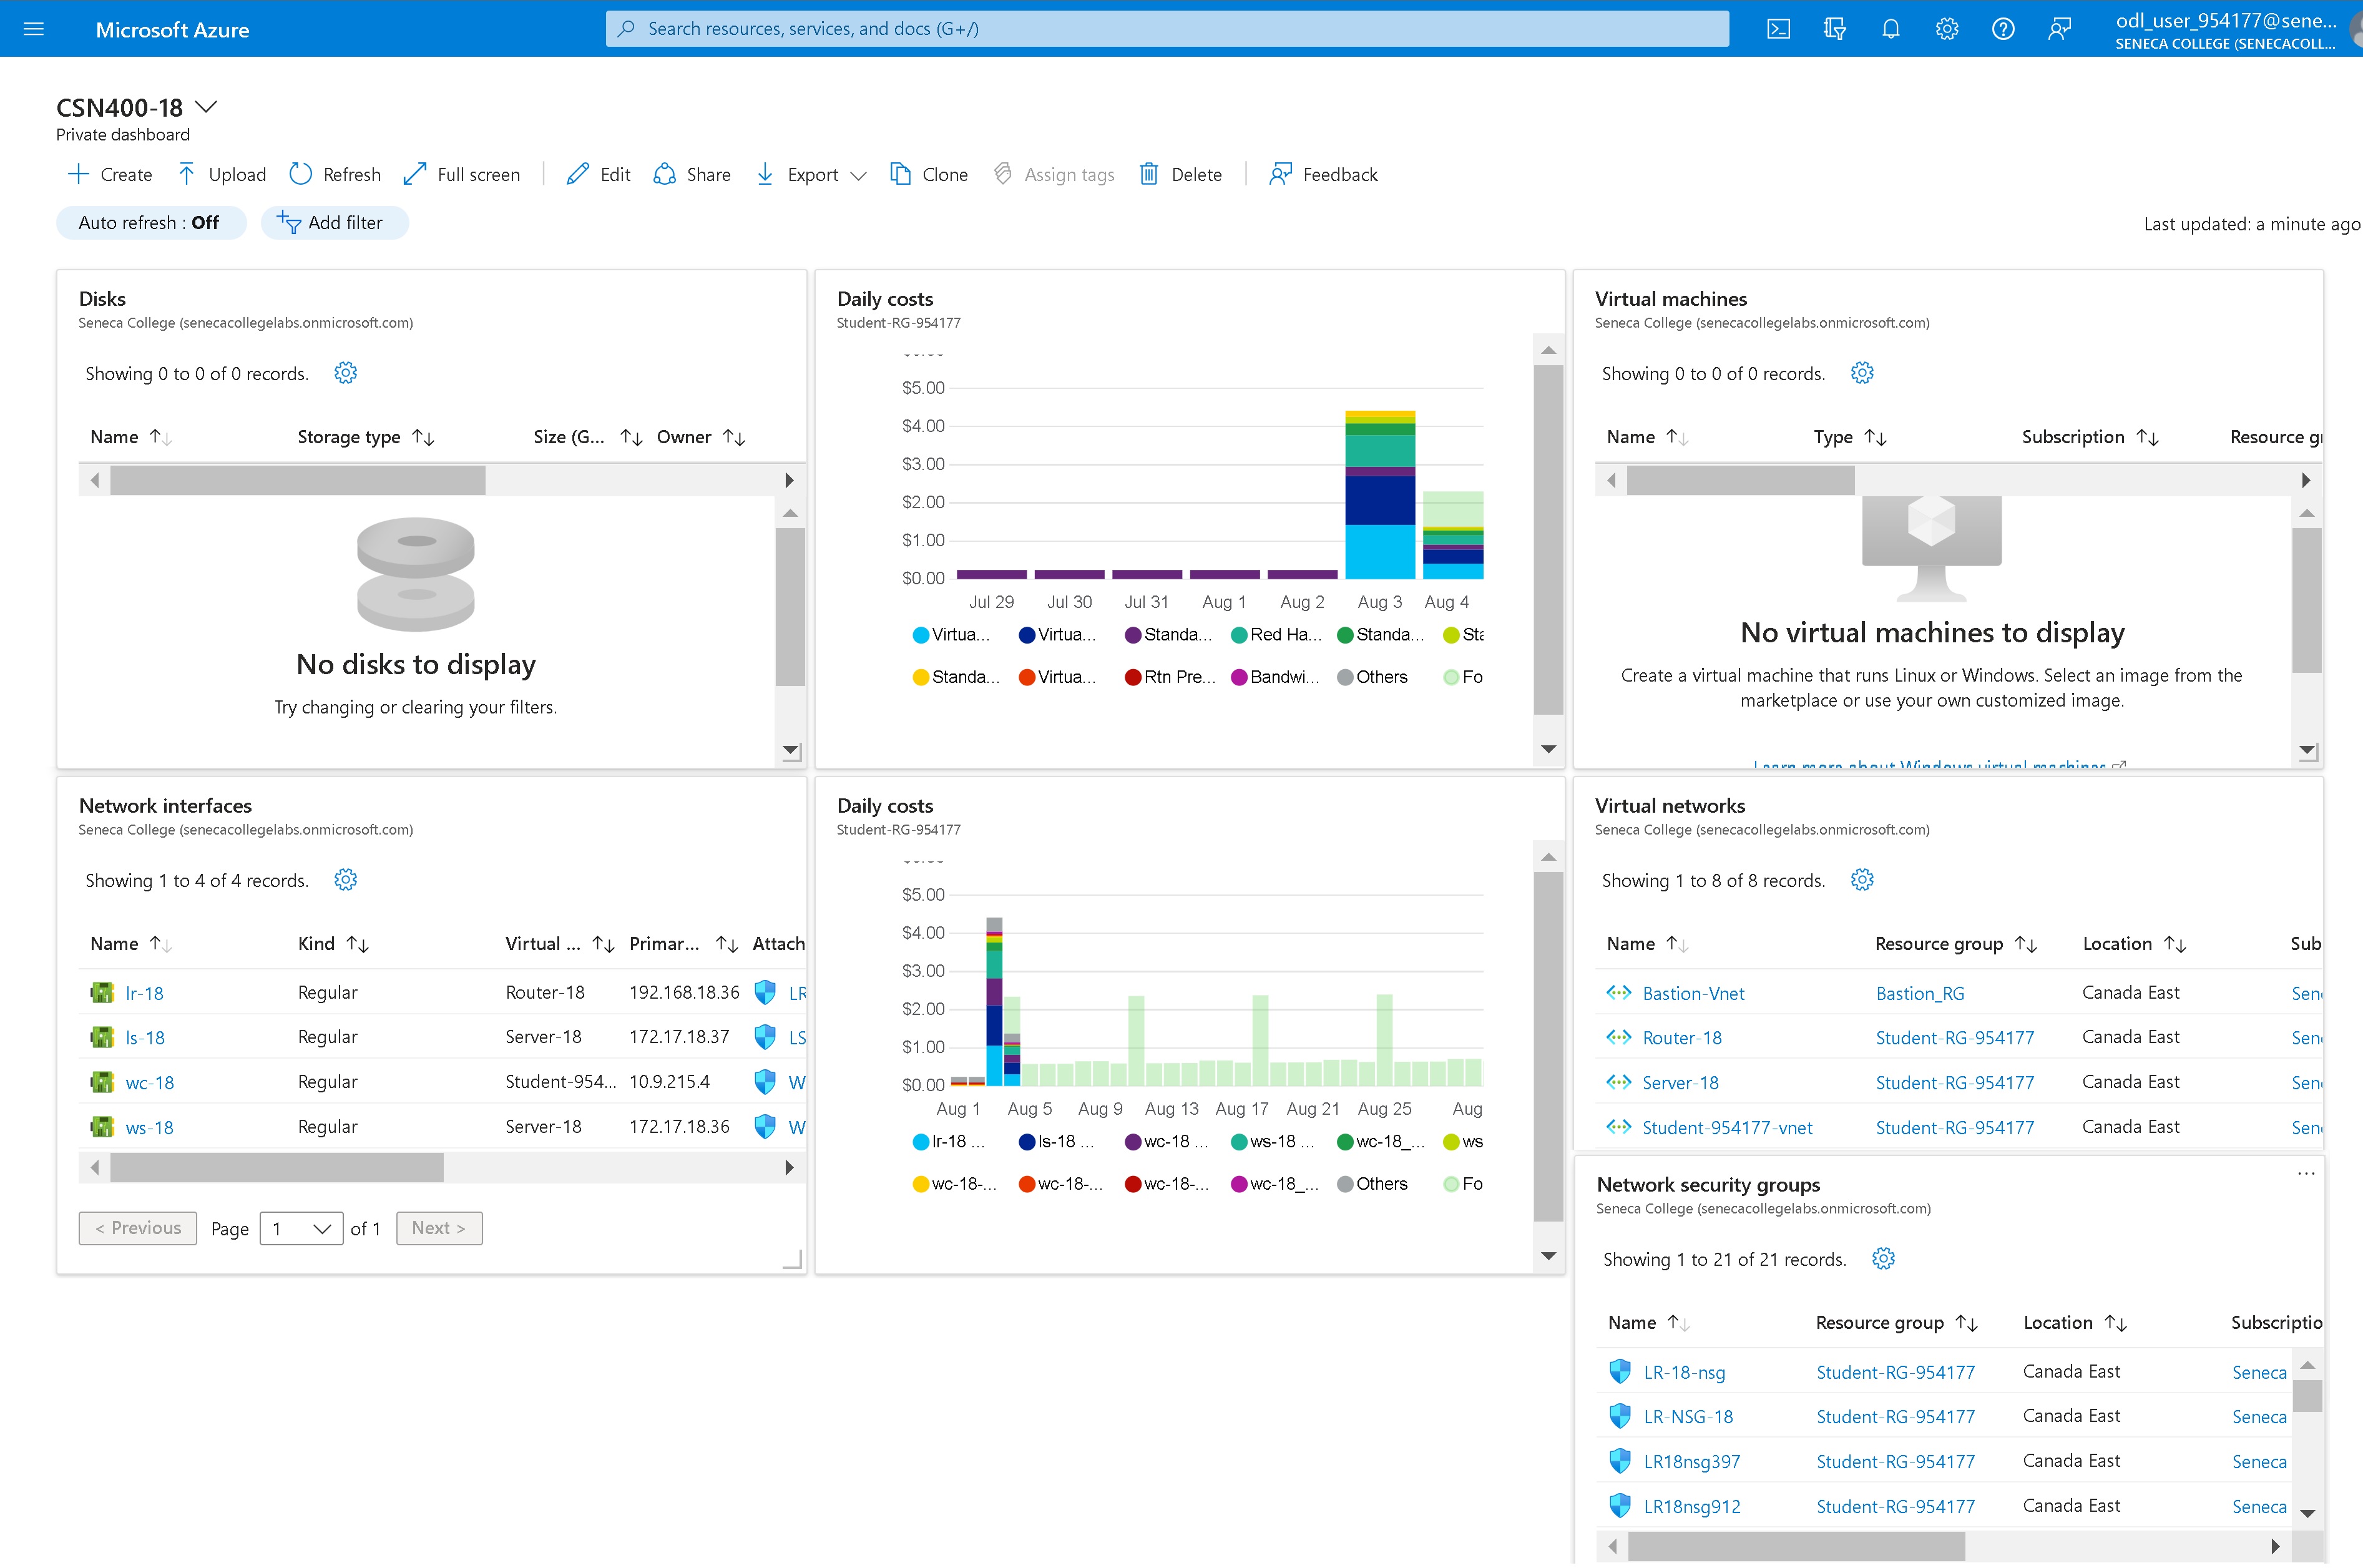 Microsoft Azure
Search resources, services, and docs (G+/)
odl_user_954177@sene...
SENECA COLLEGE (SENECACOLL...
CSN400-18
Private dashboard
Create
Upload
Refresh
Full screen
Edit
Share
Export
Clone
Assign tags
Delete
Feedback
Auto refresh : Off
Add filter
Last updated: a minute ago
Disks
Seneca College (senecacollegelabs.onmicrosoft.com)
Showing 0 to 0 of 0 records.
Name Storage type Size (G... Owner
No disks to display
Try changing or clearing your filters.
Daily costs
Student-RG-954177
$5.00
$4.00
$3.00
$2.00
$1.00
$0.00
Jul 29 Jul 30 Jul 31 Aug 1 Aug 2 Aug 3 Aug 4
Virtua... Virtua... Standa... Red Ha... Standa... Sta
Standa... Virtua... Rtn Pre... Bandwi... Others Fo
Virtual machines
Seneca College (senecacollegelabs.onmicrosoft.com)
Showing 0 to 0 of 0 records.
Name Type Subscription Resource gr
No virtual machines to display
Create a virtual machine that runs Linux or Windows. Select an image from the
marketplace or use your own customized image.
Learn more about Windows virtual machines
Network interfaces
Seneca College (senecacollegelabs.onmicrosoft.com)
Showing 1 to 4 of 4 records.
Name Kind Virtual ... Primar... Attach
lr-18 Regular Router-18 192.168.18.36 LR
ls-18 Regular Server-18 172.17.18.37 LS
wc-18 Regular Student-954... 10.9.215.4 W
ws-18 Regular Server-18 172.17.18.36 W
< Previous Page 1 of 1 Next >
Daily costs
Student-RG-954177
$5.00
$4.00
$3.00
$2.00
$1.00
$0.00
Aug 1 Aug 5 Aug 9 Aug 13 Aug 17 Aug 21 Aug 25 Aug
lr-18 ... ls-18 ... wc-18 ... ws-18 ... wc-18_... ws
wc-18-... wc-18-... wc-18-... wc-18_... Others Fo
Virtual networks
Seneca College (senecacollegelabs.onmicrosoft.com)
Showing 1 to 8 of 8 records.
Name Resource group Location Sub
Bastion-Vnet Bastion_RG Canada East Sen
Router-18 Student-RG-954177 Canada East Sen
Server-18 Student-RG-954177 Canada East Sen
Student-954177-vnet Student-RG-954177 Canada East Sen
Network security groups
Seneca College (senecacollegelabs.onmicrosoft.com)
Showing 1 to 21 of 21 records.
Name Resource group Location Subscriptio
LR-18-nsg Student-RG-954177 Canada East Seneca
LR-NSG-18 Student-RG-954177 Canada East Seneca
LR18nsg397 Student-RG-954177 Canada East Seneca
LR18nsg912 Student-RG-954177 Canada East Seneca